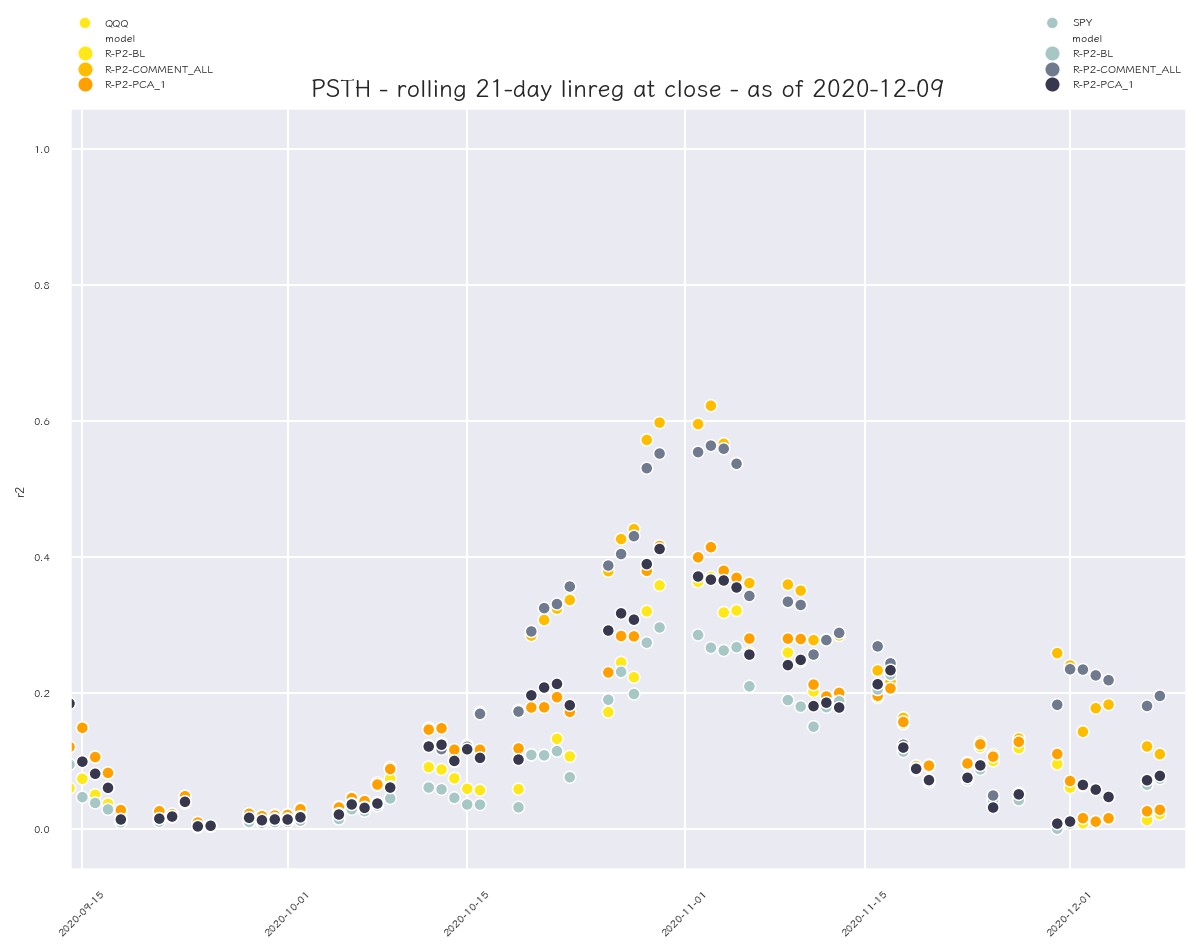 QQQ
model
R-P2-BL
R-P2-COMMENT_ALL
R-P2-PCA_1
SPY
model
R-P2-BL
R-P2-COMMENT_ALL
R-P2-PCA_1
PSTH - rolling 21-day linreg at close - as of 2020-12-09
1.0
0.8
0.6
0.4
0.2
0.0
r2
2020-09-15
2020-10-01
2020-10-15
2020-11-01
2020-11-15
2020-12-01